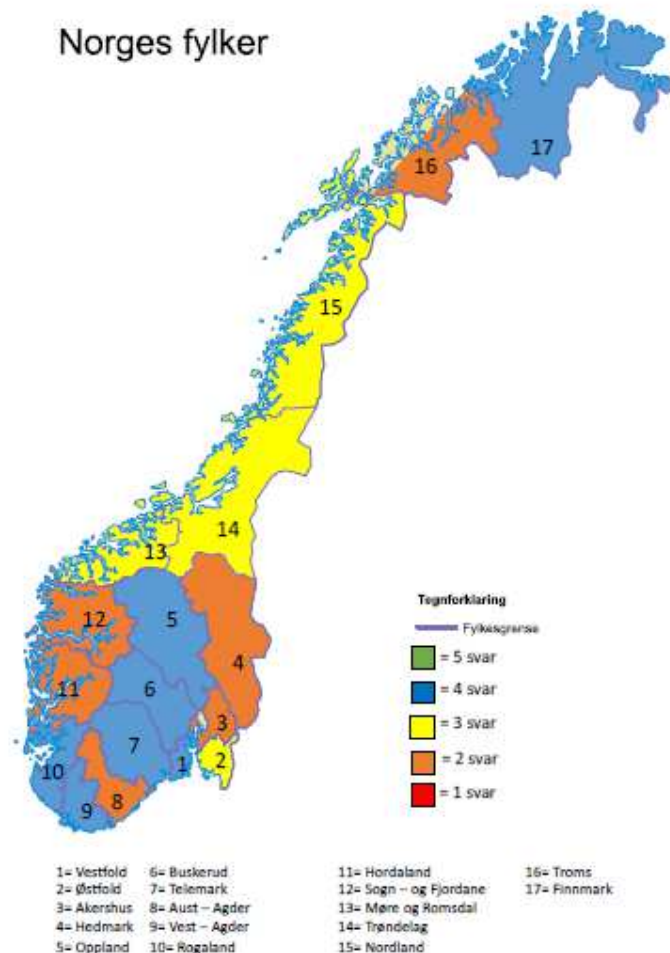 Norges fylker
17
16
15
14
13
5
12
4
11
6
3
7
10
1
2
9
8
Tegnforklaring
Fylkesgrense
= 5 svar
= 4 svar
= 3 svar
= 2 svar
= 1 svar
1= Vestfold
2= Østfold
3= Akershus
4= Hedmark
5= Oppland
6= Buskerud
7= Telemark
8= Aust – Agder
9= Vest – Agder
10= Rogaland
11= Hordaland
12= Sogn – og Fjordane
13= Møre og Romsdal
14= Trøndelag
15= Nordland
16= Troms
17= Finnmark